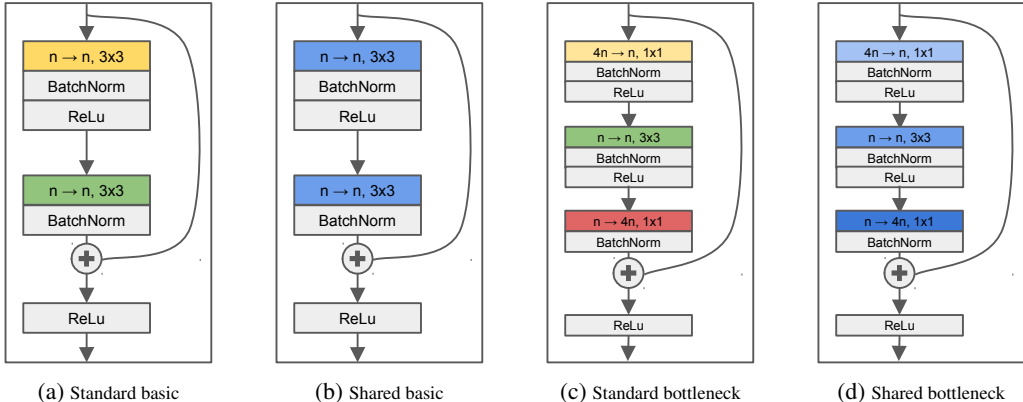 n → n, 3x3
BatchNorm
ReLu
n → n, 3x3
BatchNorm
ReLu
(a) Standard basic
n → n, 3x3
BatchNorm
ReLu
n → n, 3x3
BatchNorm
ReLu
(b) Shared basic
4n → n, 1x1
BatchNorm
ReLu
n → n, 3x3
BatchNorm
ReLu
n → 4n, 1x1
BatchNorm
ReLu
(c) Standard bottleneck
4n → n, 1x1
BatchNorm
ReLu
n → n, 3x3
BatchNorm
ReLu
n → 4n, 1x1
BatchNorm
ReLu
(d) Shared bottleneck